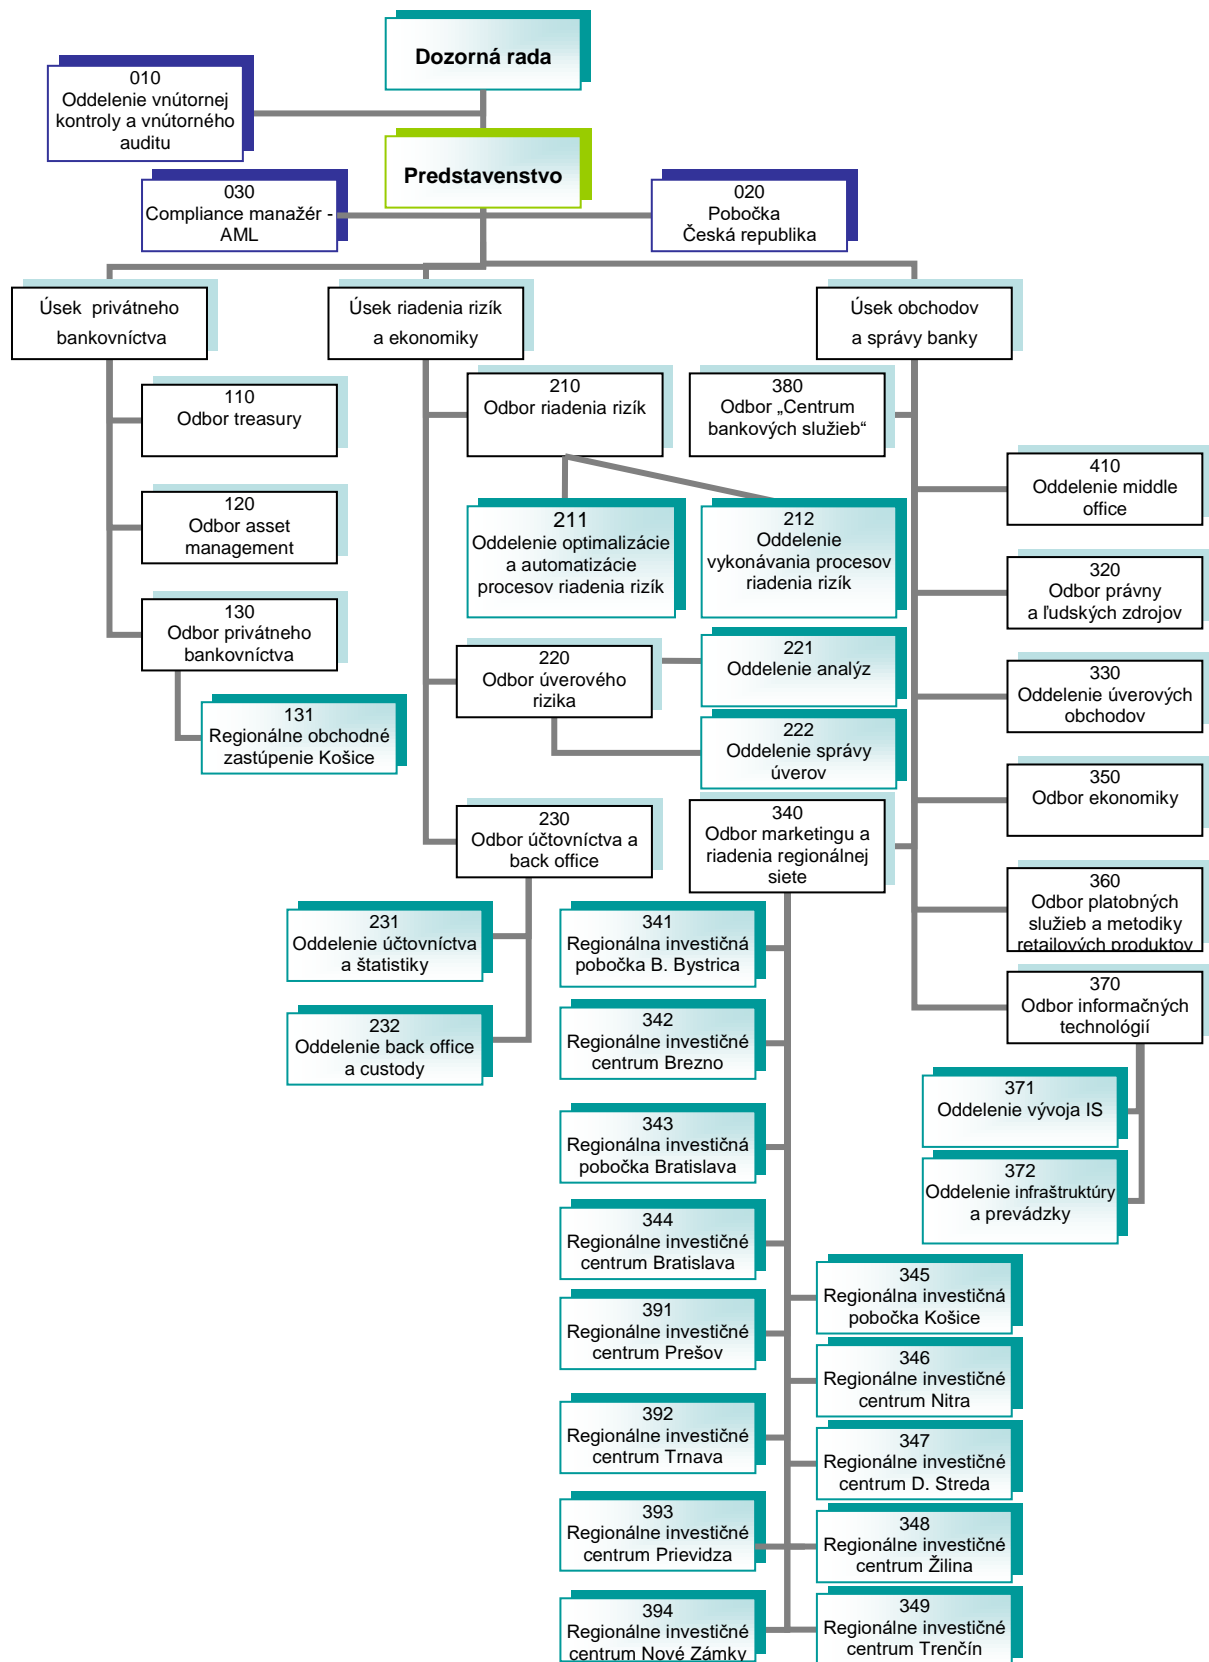 Dozorná rada
010
Oddelenie vnútornej
kontroly a vnútorného
auditu
Predstavenstvo
030
Compliance manažér -
AML
020
Pobočka
Česká republika
Úsek privátneho
bankovníctva
Úsek riadenia rizík
a ekonomiky
Úsek obchodov
a správy banky
110
Odbor treasury
120
Odbor asset
management
130
Odbor privátneho
bankovníctva
131
Regionálne obchodné
zastúpenie Košice
210
Odbor riadenia rizík
211
Oddelenie optimalizácie
a automatizácie
procesov riadenia rizík
212
Oddelenie
vykonávania procesov
riadenia rizík
220
Odbor úverového
rizika
221
Oddelenie analýz
222
Oddelenie správy
úverov
230
Odbor účtovníctva a
back office
231
Oddelenie účtovníctva
a štatistiky
232
Oddelenie back office
a custody
380
Odbor „Centrum
bankových služieb“
410
Oddelenie middle
office
320
Odbor právny
a ľudských zdrojov
330
Oddelenie úverových
obchodov
350
Odbor ekonomiky
340
Odbor marketingu a
riadenia regionálnej
siete
360
Odbor platobných
služieb a metodiky
retailových produktov
370
Odbor informačných
technológií
371
Oddelenie vývoja IS
372
Oddelenie infraštruktúry
a prevádzky
341
Regionálna investičná
pobočka B. Bystrica
342
Regionálne investičné
centrum Brezno
343
Regionálna investičná
pobočka Bratislava
344
Regionálne investičné
centrum Bratislava
391
Regionálne investičné
centrum Prešov
392
Regionálne investičné
centrum Trnava
393
Regionálne investičné
centrum Prievidza
394
Regionálne investičné
centrum Nové Zámky
345
Regionálna investičná
pobočka Košice
346
Regionálne investičné
centrum Nitra
347
Regionálne investičné
centrum D. Streda
348
Regionálne investičné
centrum Žilina
349
Regionálne investičné
centrum Trenčín